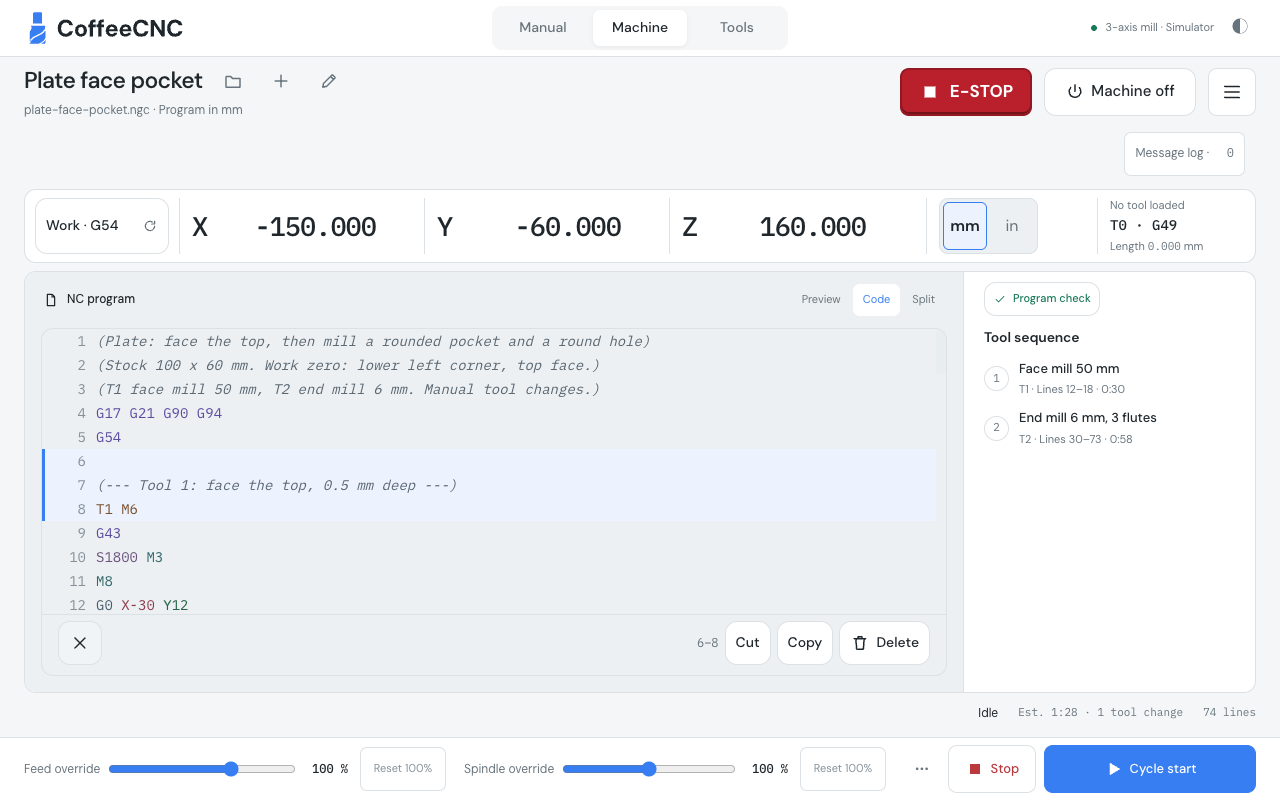 CoffeeCNC
Manual
Machine
Tools
3-axis mill · Simulator
Plate face pocket
plate-face-pocket.ngc · Program in mm
E-STOP
Machine off
Message log · 0
Work · G54
X -150.000
Y -60.000
Z 160.000
mm
in
No tool loaded
T0 · G49
Length 0.000 mm
NC program
Preview
Code
Split
1 (Plate: face the top, then mill a rounded pocket and a round hole)
2 (Stock 100 x 60 mm. Work zero: lower left corner, top face.)
3 (T1 face mill 50 mm, T2 end mill 6 mm. Manual tool changes.)
4 G17 G21 G90 G94
5 G54
6
7 (--- Tool 1: face the top, 0.5 mm deep ---)
8 T1 M6
9 G43
10 S1800 M3
11 M8
12 G0 X-30 Y12
6–8
Cut
Copy
Delete
Program check
Tool sequence
1 Face mill 50 mm
T1 · Lines 12–18 · 0:30
2 End mill 6 mm, 3 flutes
T2 · Lines 30–73 · 0:58
Idle
Est. 1:28 · 1 tool change
74 lines
Feed override
100 %
Reset 100%
Spindle override
100 %
Reset 100%
···
Stop
Cycle start